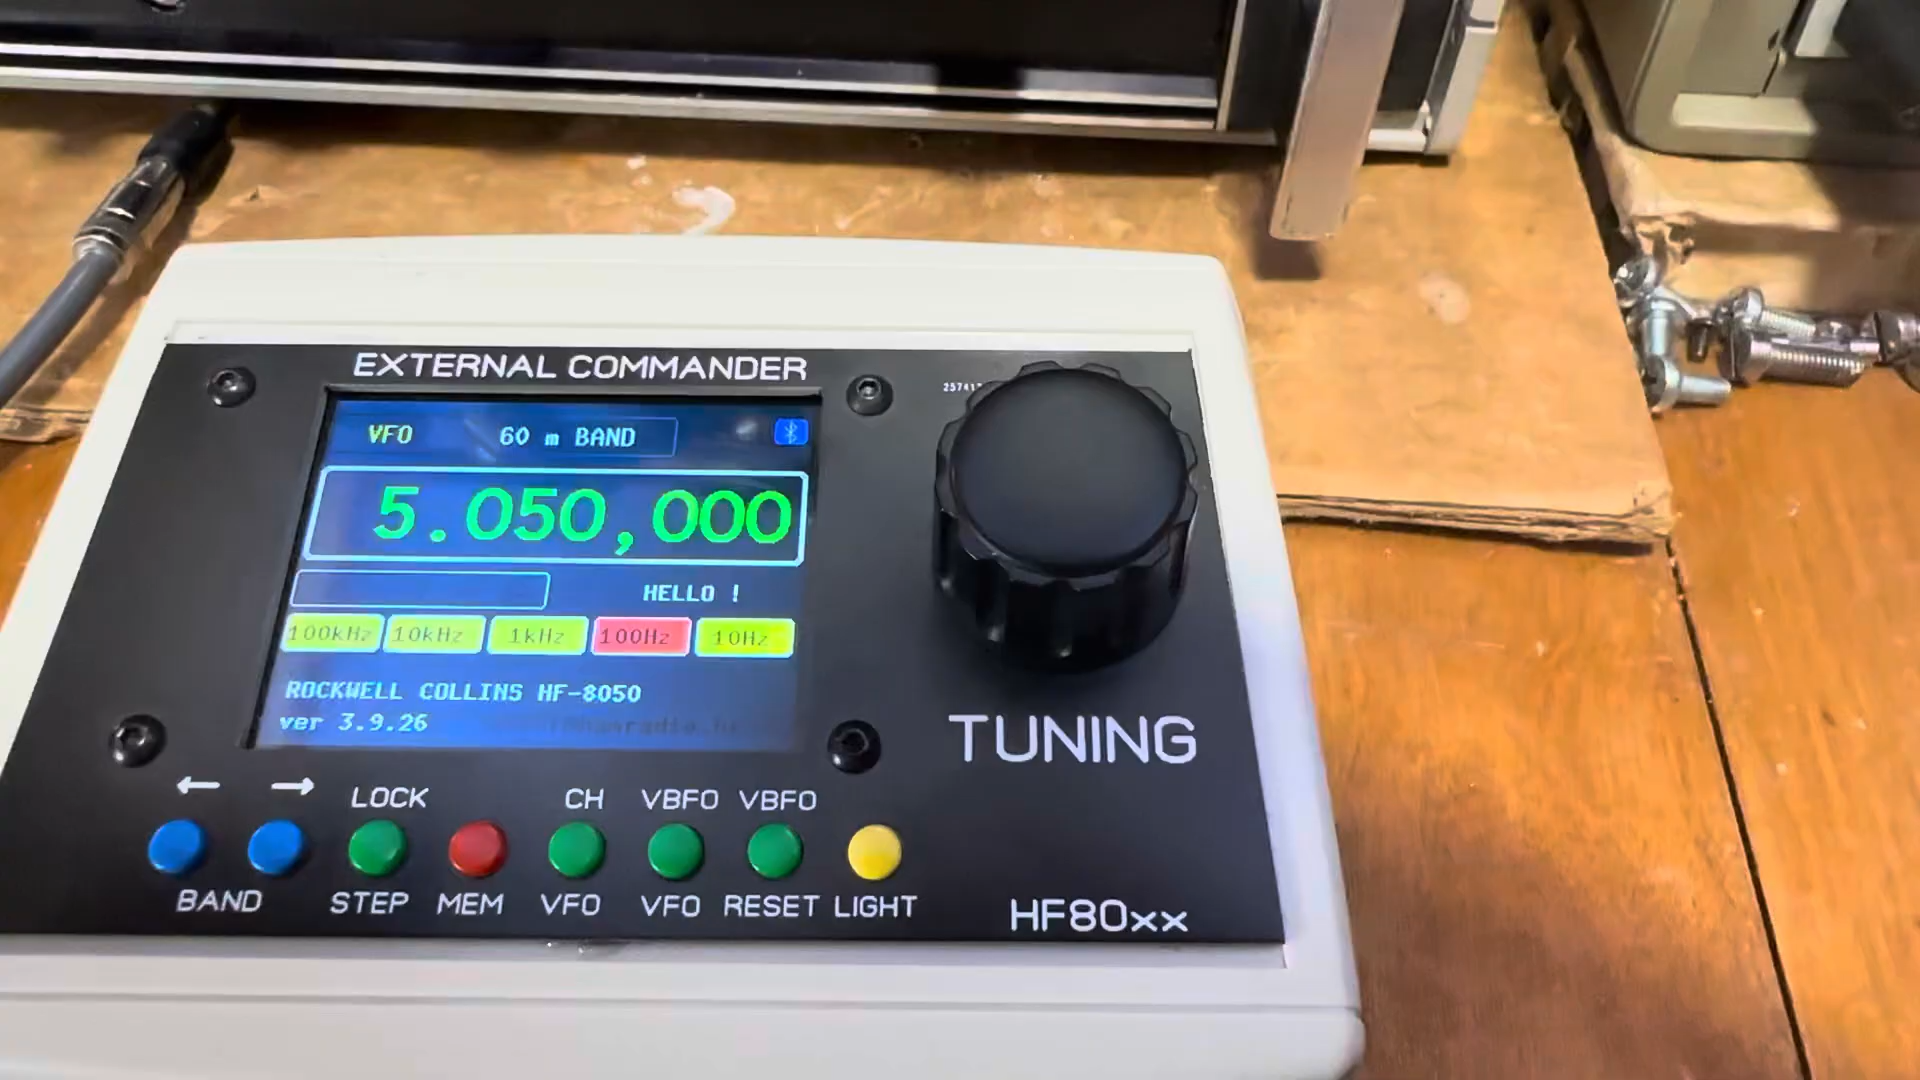 EXTERNAL COMMANDER
VFO 60 m BAND
5.050,000
HELLO !
100kHz 10kHz 1kHz 100Hz 10Hz
ROCKWELL COLLINS HF-8050
ver 3.9.26
TUNING
← → LOCK CH VBFO VBFO
BAND STEP MEM VFO VFO RESET LIGHT
HF80xx